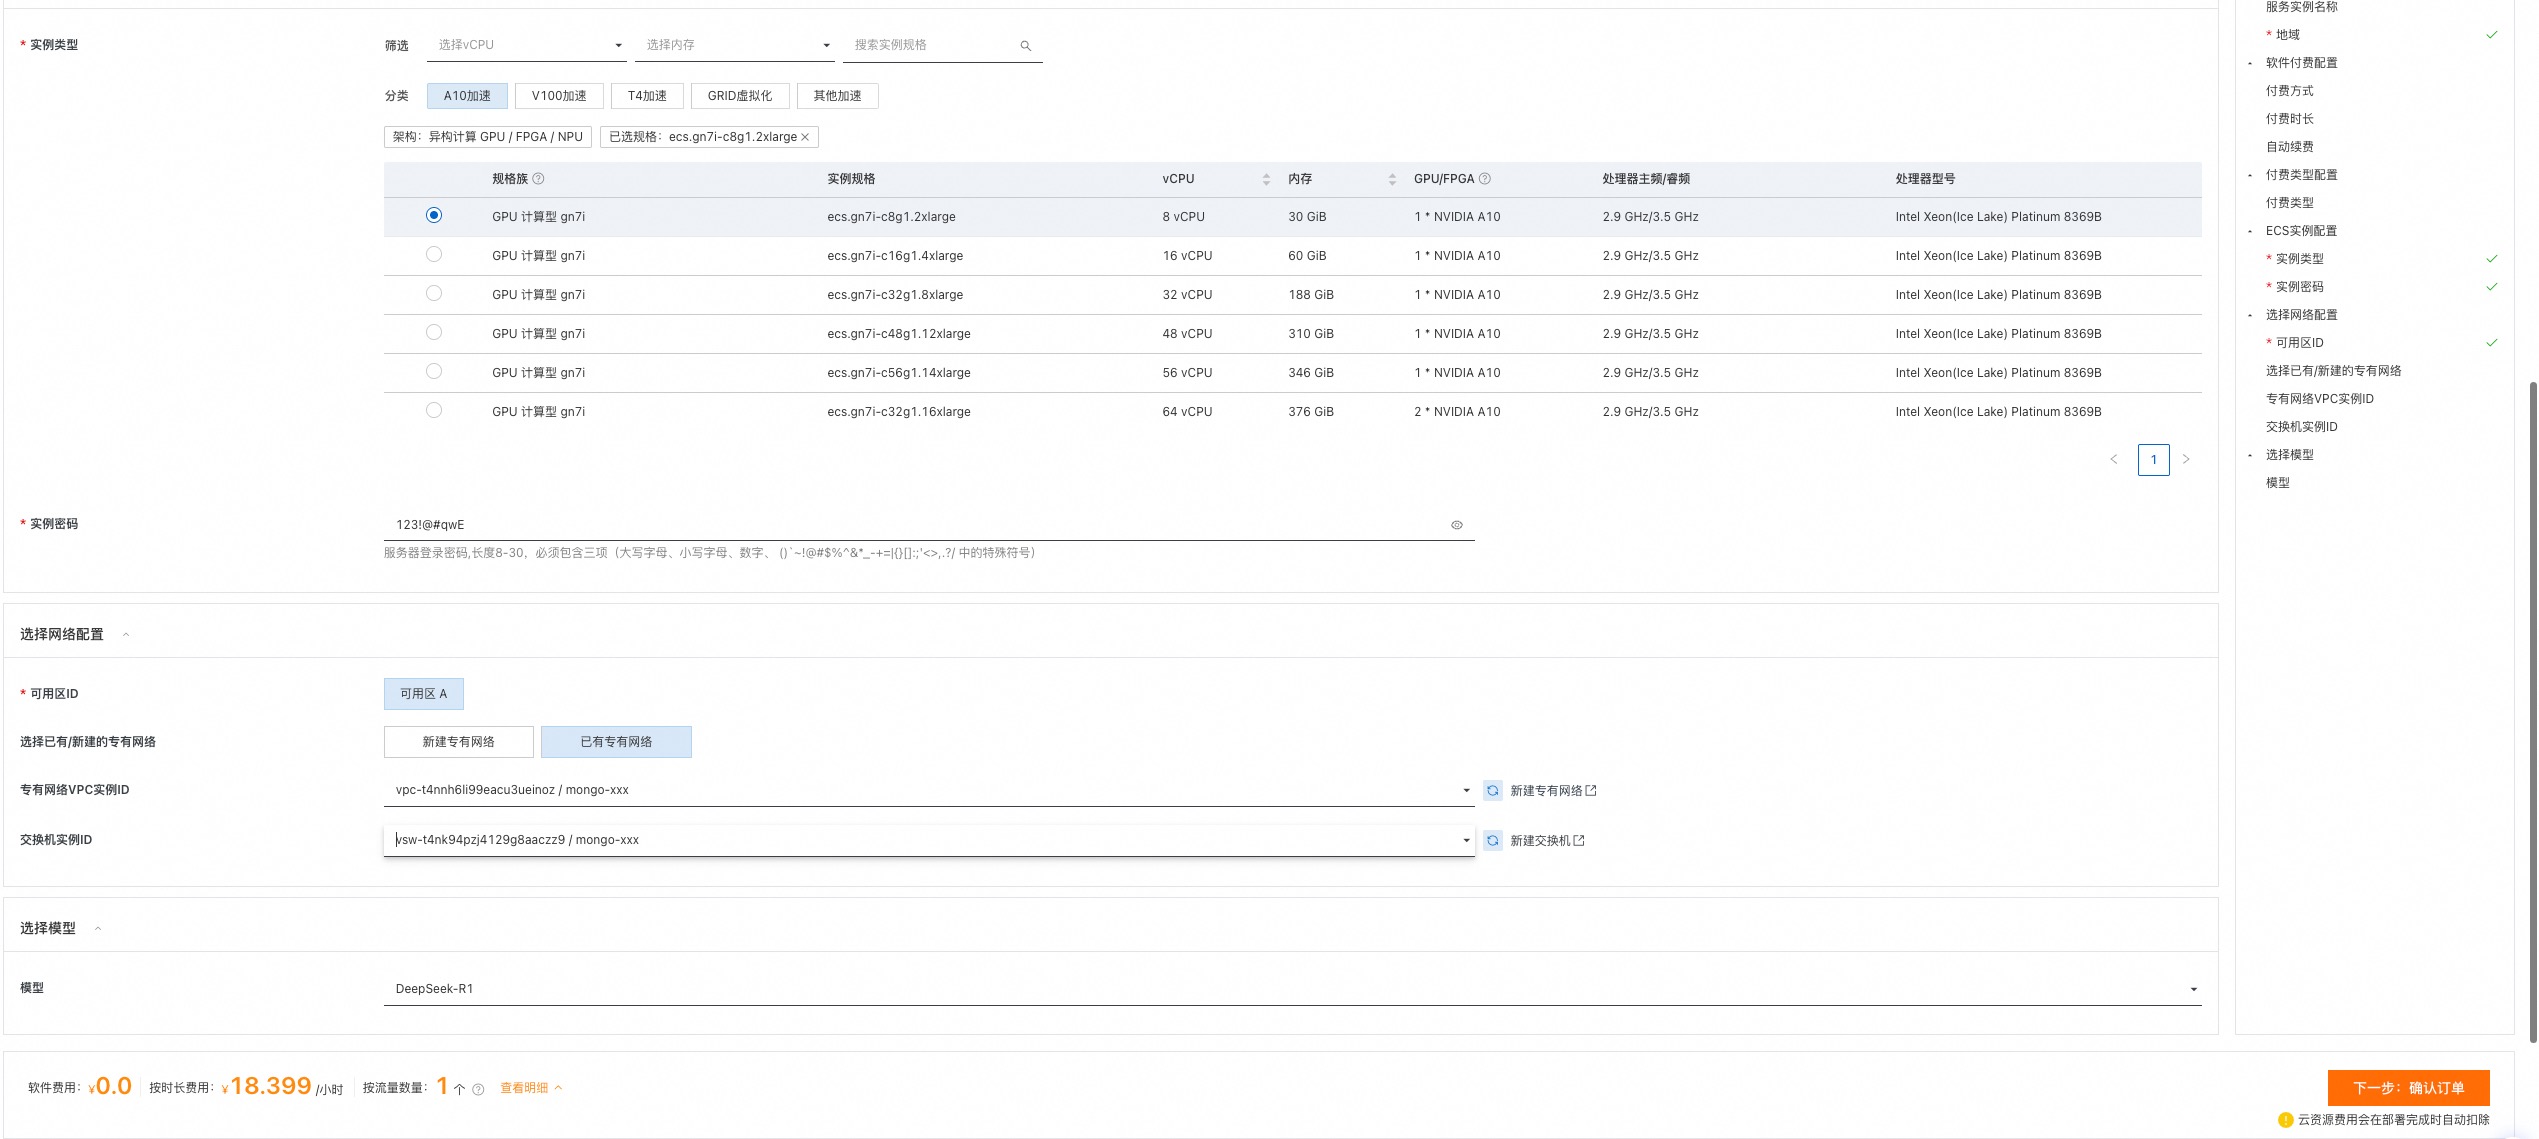 * 实例类型
筛选 选择vCPU 选择内存 搜索实例规格
分类 A10加速 V100加速 T4加速 GRID虚拟化 其他加速
架构：异构计算 GPU / FPGA / NPU 已选规格：ecs.gn7i-c8g1.2xlarge ×
规格族 实例规格 vCPU 内存 GPU/FPGA 处理器主频/睿频 处理器型号
GPU 计算型 gn7i ecs.gn7i-c8g1.2xlarge 8 vCPU 30 GiB 1 * NVIDIA A10 2.9 GHz/3.5 GHz Intel Xeon(Ice Lake) Platinum 8369B
GPU 计算型 gn7i ecs.gn7i-c16g1.4xlarge 16 vCPU 60 GiB 1 * NVIDIA A10 2.9 GHz/3.5 GHz Intel Xeon(Ice Lake) Platinum 8369B
GPU 计算型 gn7i ecs.gn7i-c32g1.8xlarge 32 vCPU 188 GiB 1 * NVIDIA A10 2.9 GHz/3.5 GHz Intel Xeon(Ice Lake) Platinum 8369B
GPU 计算型 gn7i ecs.gn7i-c48g1.12xlarge 48 vCPU 310 GiB 1 * NVIDIA A10 2.9 GHz/3.5 GHz Intel Xeon(Ice Lake) Platinum 8369B
GPU 计算型 gn7i ecs.gn7i-c56g1.14xlarge 56 vCPU 346 GiB 1 * NVIDIA A10 2.9 GHz/3.5 GHz Intel Xeon(Ice Lake) Platinum 8369B
GPU 计算型 gn7i ecs.gn7i-c32g1.16xlarge 64 vCPU 376 GiB 2 * NVIDIA A10 2.9 GHz/3.5 GHz Intel Xeon(Ice Lake) Platinum 8369B
< 1 >
* 实例密码 123!@#qwE
服务器登录密码,长度8-30，必须包含三项（大写字母、小写字母、数字、 ()`~!@#$%^&*_-+=|{}[]:;'<>,.?/ 中的特殊符号）
选择网络配置
* 可用区ID 可用区 A
选择已有/新建的专有网络 新建专有网络 已有专有网络
专有网络VPC实例ID vpc-t4nnh6li99eacu3ueinoz / mongo-xxx 新建专有网络
交换机实例ID vsw-t4nk94pzj4129g8aaczz9 / mongo-xxx 新建交换机
选择模型
模型 DeepSeek-R1
软件费用：¥0.0 按时长费用：¥18.399 /小时 按流量数量：1 个 查看明细
下一步：确认订单
云资源费用会在部署完成时自动扣除
服务实例名称
* 地域
软件付费配置
付费方式
付费时长
自动续费
付费类型配置
付费类型
ECS实例配置
* 实例类型
* 实例密码
选择网络配置
* 可用区ID
选择已有/新建的专有网络
专有网络VPC实例ID
交换机实例ID
选择模型
模型